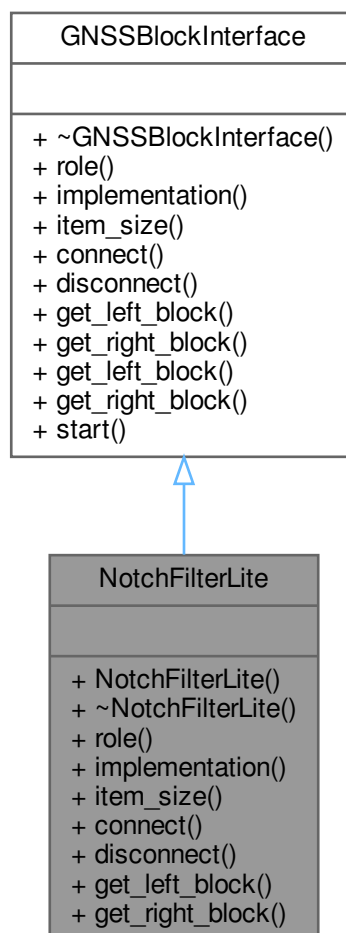 GNSSBlockInterface
+ ~GNSSBlockInterface()
+ role()
+ implementation()
+ item_size()
+ connect()
+ disconnect()
+ get_left_block()
+ get_right_block()
+ get_left_block()
+ get_right_block()
+ start()
NotchFilterLite
+ NotchFilterLite()
+ ~NotchFilterLite()
+ role()
+ implementation()
+ item_size()
+ connect()
+ disconnect()
+ get_left_block()
+ get_right_block()